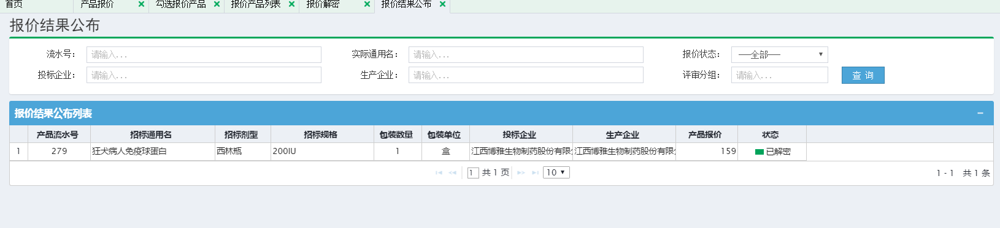 首页 产品报价 勾选报价产品 报价产品列表 报价解密 报价结果公布
报价结果公布
流水号： 请输入... 实际通用名： 请输入... 报价状态： ──全部──
投标企业： 请输入... 生产企业： 请输入... 评审分组： 请输入... 查 询
报价结果公布列表
产品流水号 招标通用名 招标剂型 招标规格 包装数量 包装单位 投标企业 生产企业 产品报价 状态
1 279 狂犬病人免疫球蛋白 西林瓶 200IU 1 盒 江西博雅生物制药股份有限 江西博雅生物制药股份有限 159 已解密
1 共 1 页 10 1 - 1 共 1 条